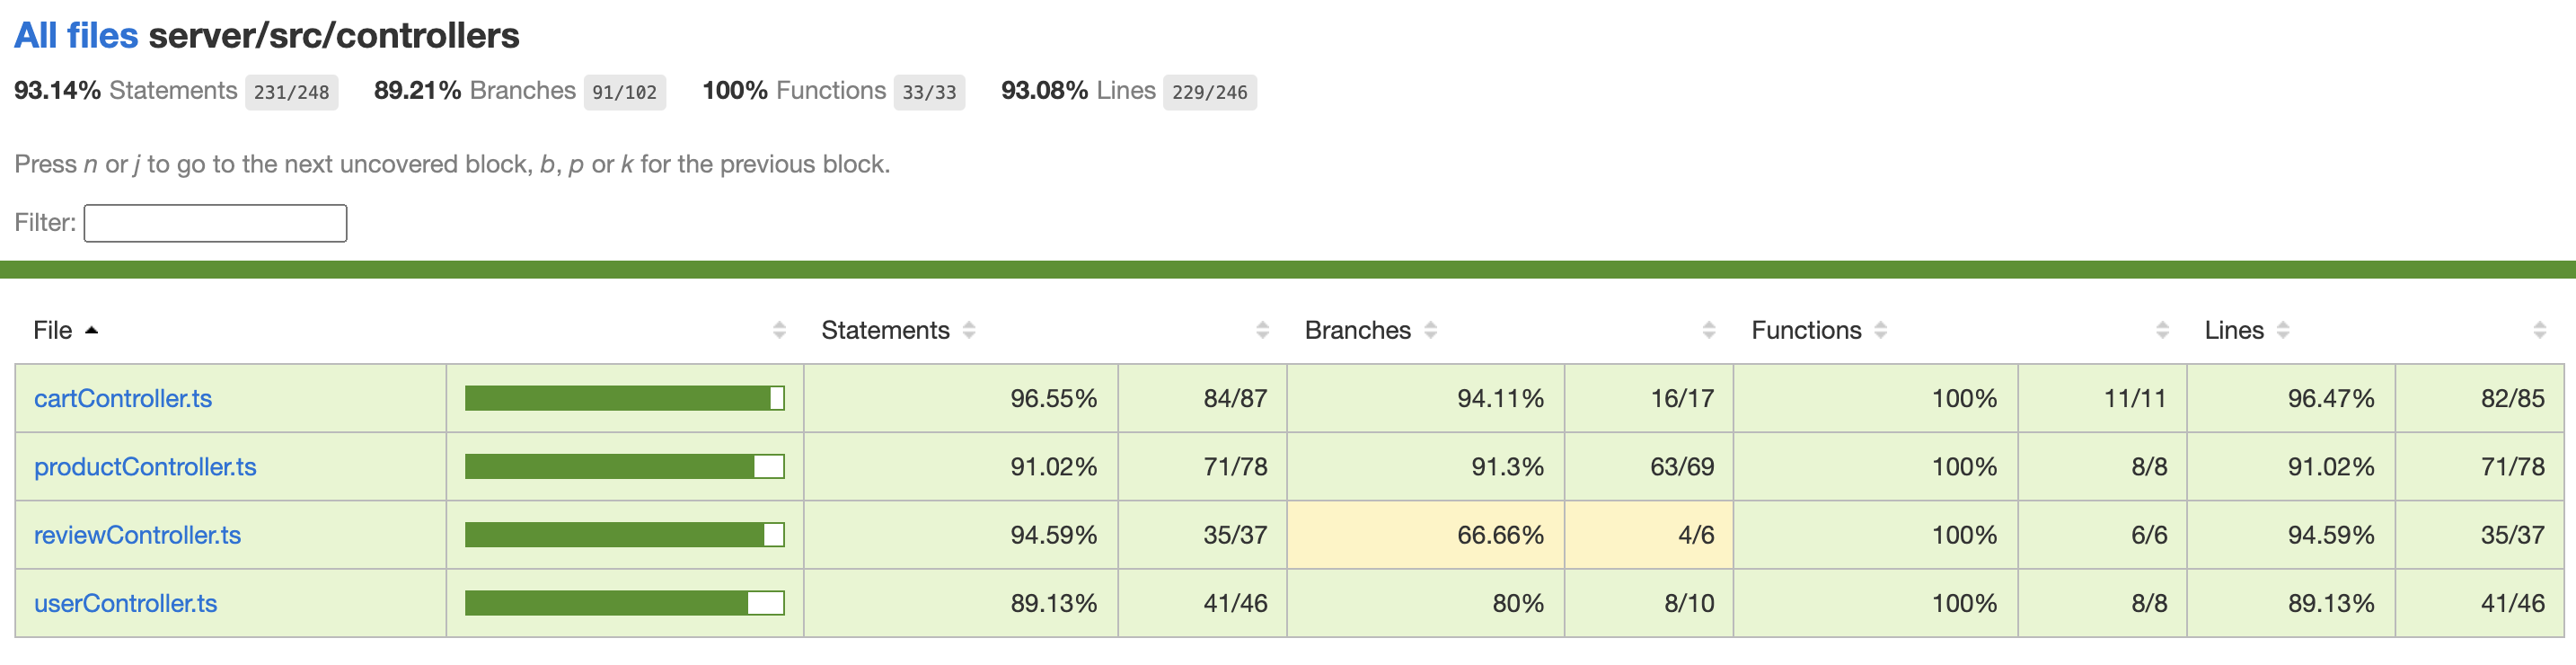 All files server/src/controllers
93.14% Statements 231/248 89.21% Branches 91/102 100% Functions 33/33 93.08% Lines 229/246
Press n or j to go to the next uncovered block, b, p or k for the previous block.
Filter:
File Statements Branches Functions Lines
cartController.ts 96.55% 84/87 94.11% 16/17 100% 11/11 96.47% 82/85
productController.ts 91.02% 71/78 91.3% 63/69 100% 8/8 91.02% 71/78
reviewController.ts 94.59% 35/37 66.66% 4/6 100% 6/6 94.59% 35/37
userController.ts 89.13% 41/46 80% 8/10 100% 8/8 89.13% 41/46